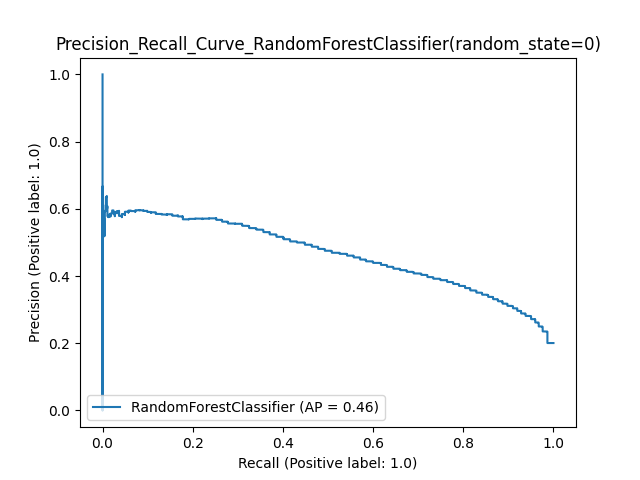 Precision_Recall_Curve_RandomForestClassifier(random_state=0)
1.0
0.8
0.6
0.4
0.2
0.0
Precision (Positive label: 1.0)
RandomForestClassifier (AP = 0.46)
0.0 0.2 0.4 0.6 0.8 1.0
Recall (Positive label: 1.0)